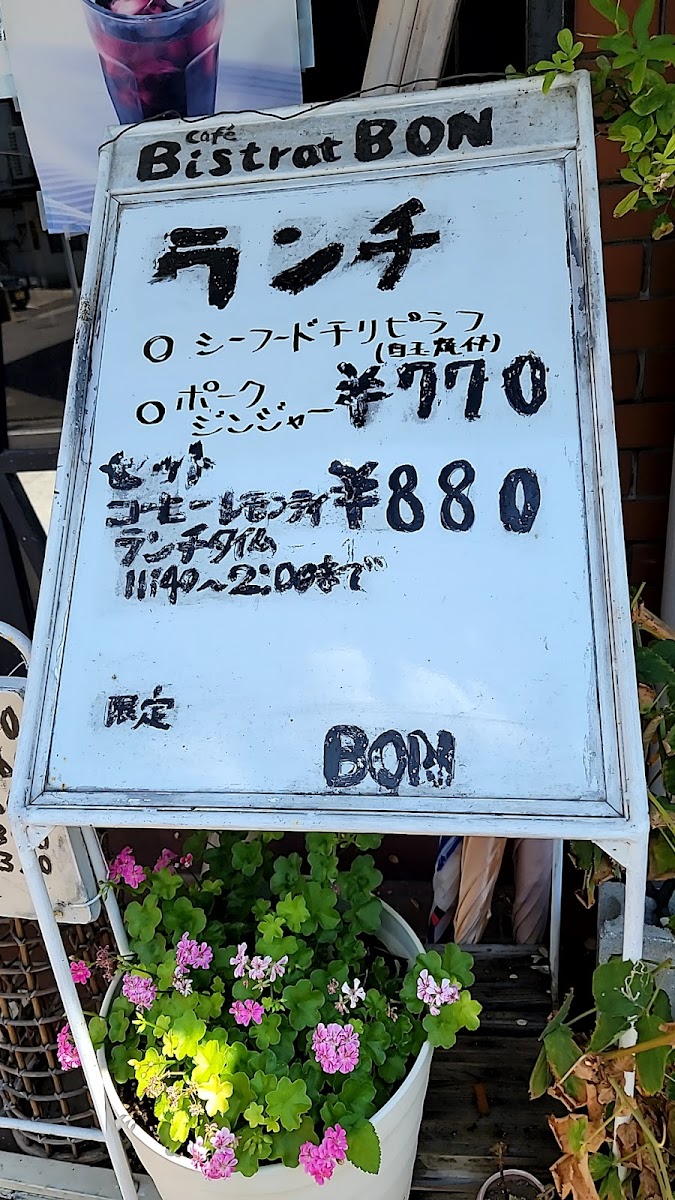 Café
Bistrot BON
ランチ
○ シーフードチリピラフ
(目玉焼付)
○ ポーク
ジンジャー ¥770
セット
コーヒー レモンティ ¥880
ランチタイム
11:40～2:00まで
限定
BON